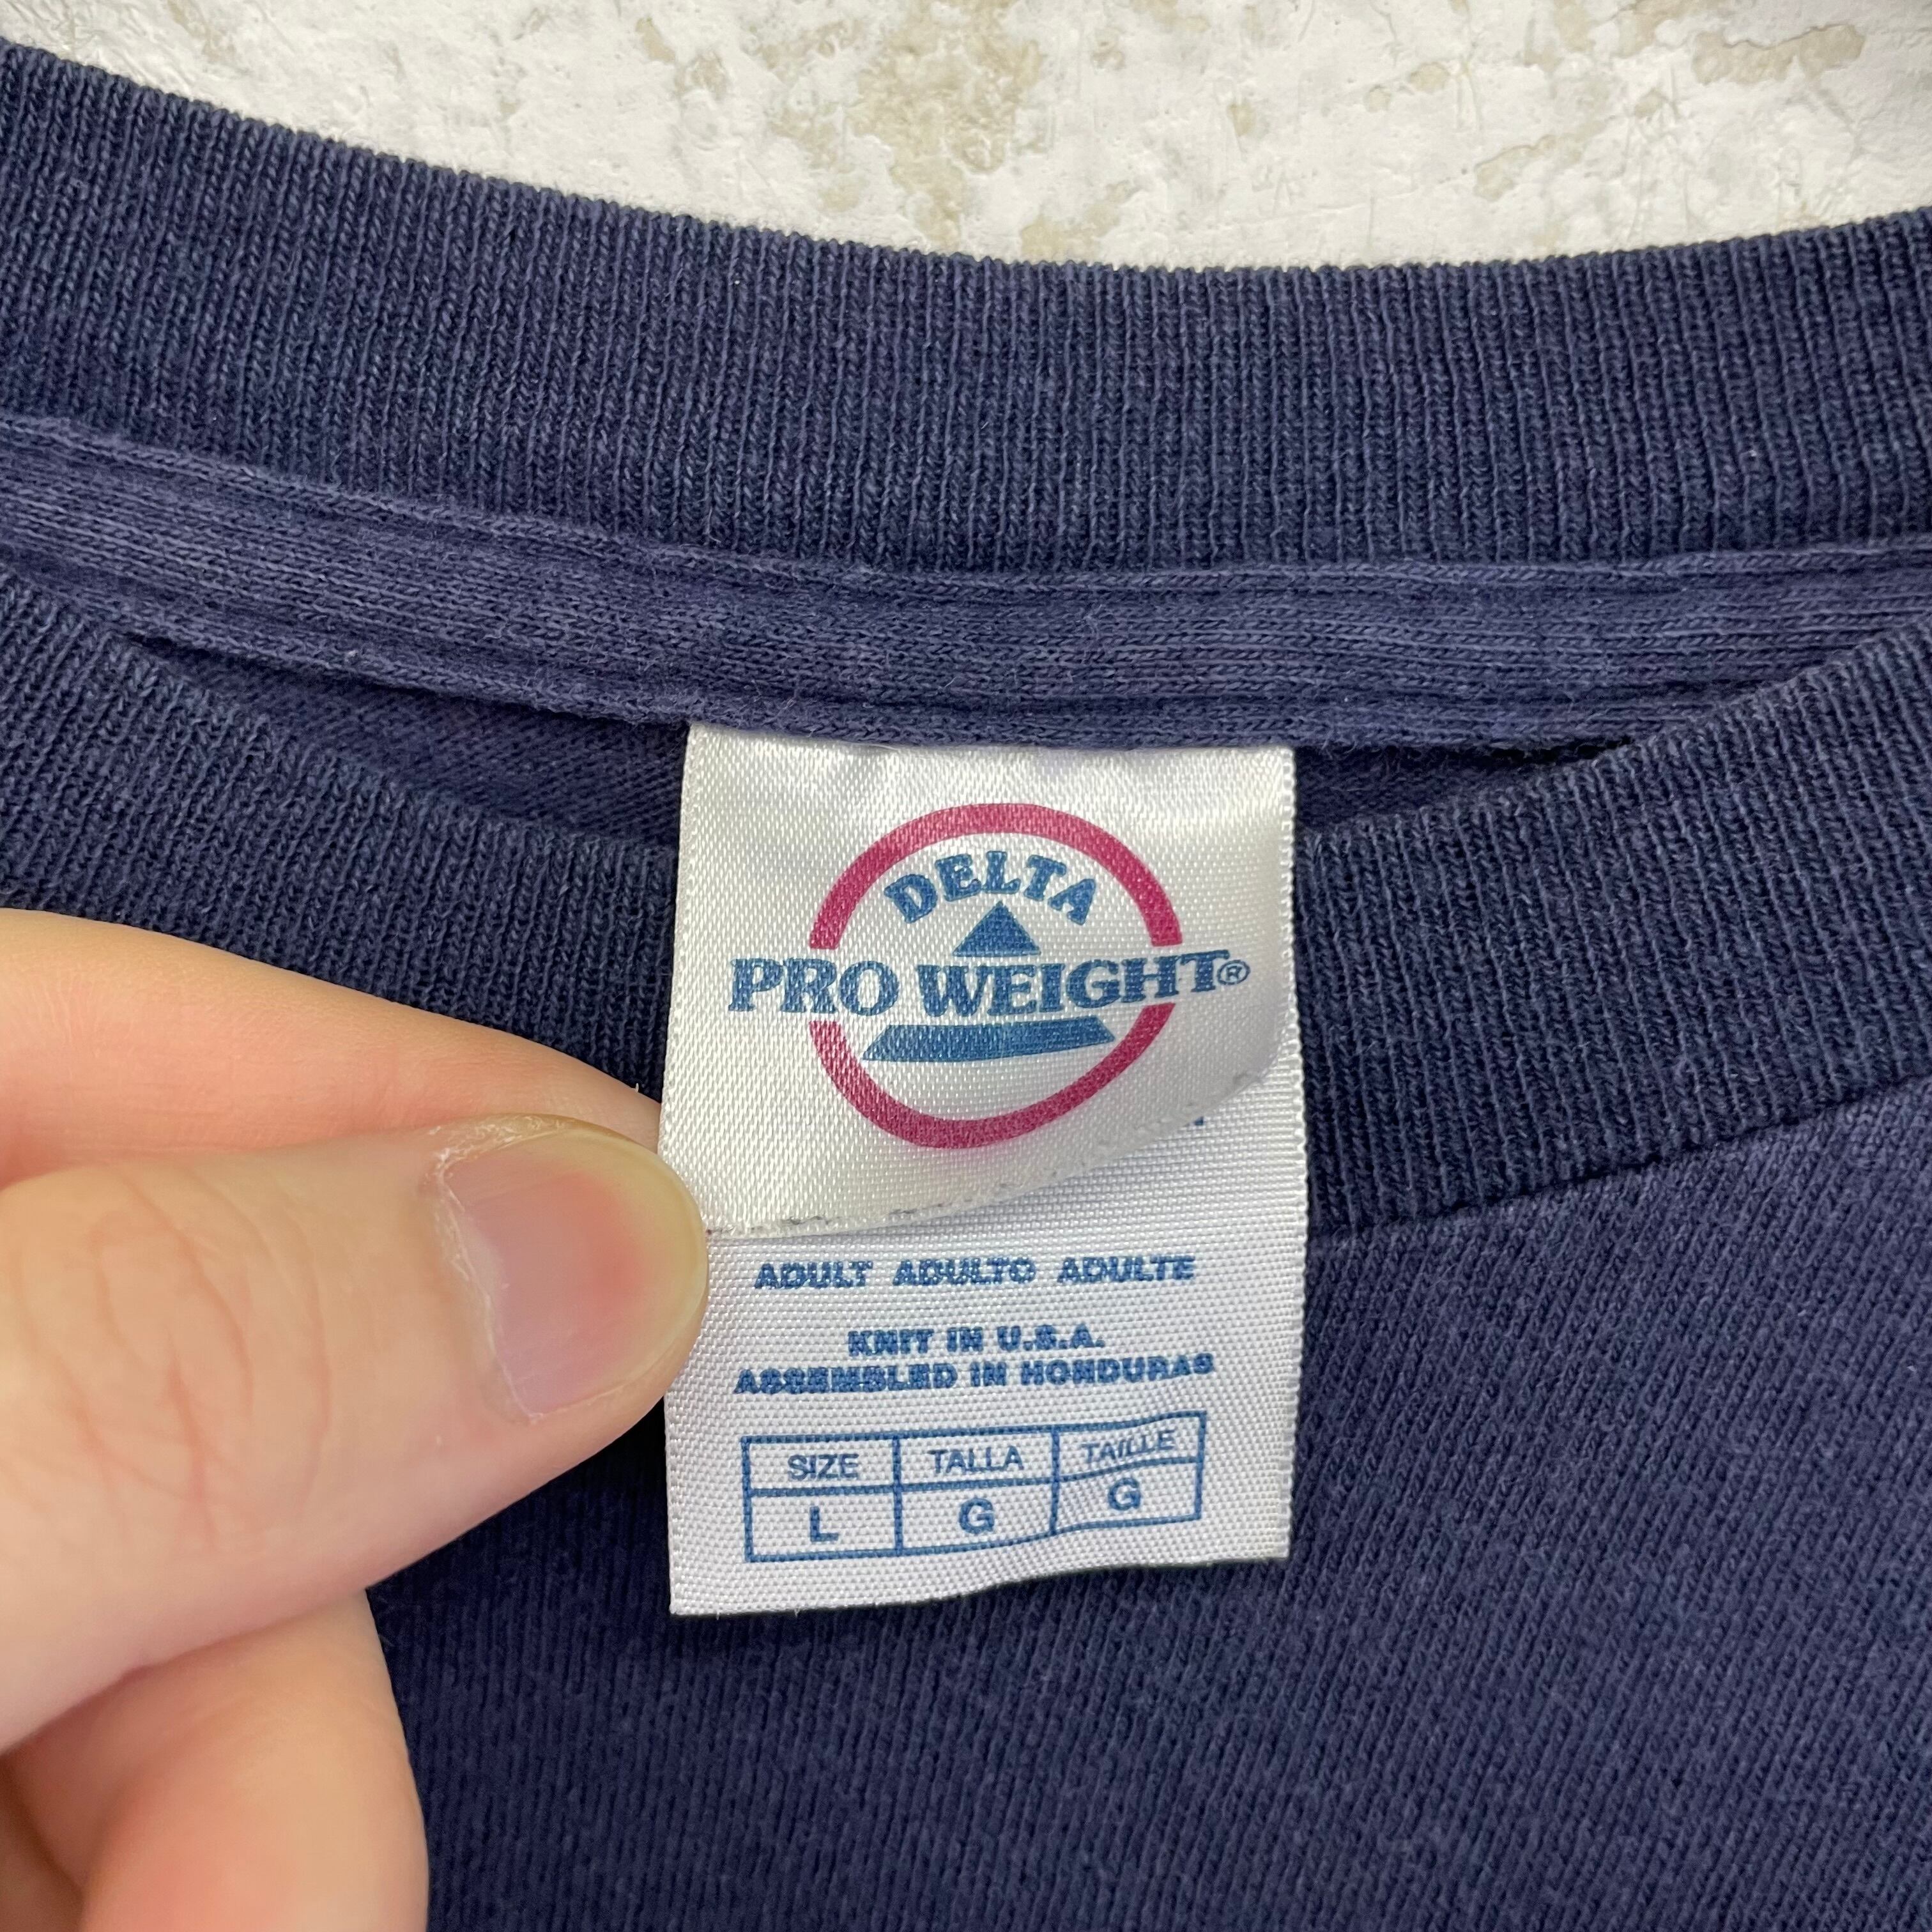 DELTA
PRO WEIGHT®
ADULT ADULTO ADULTE
KNIT IN U.S.A.
ASSEMBLED IN HONDURAS
SIZE TALLA TAILLE
L G G